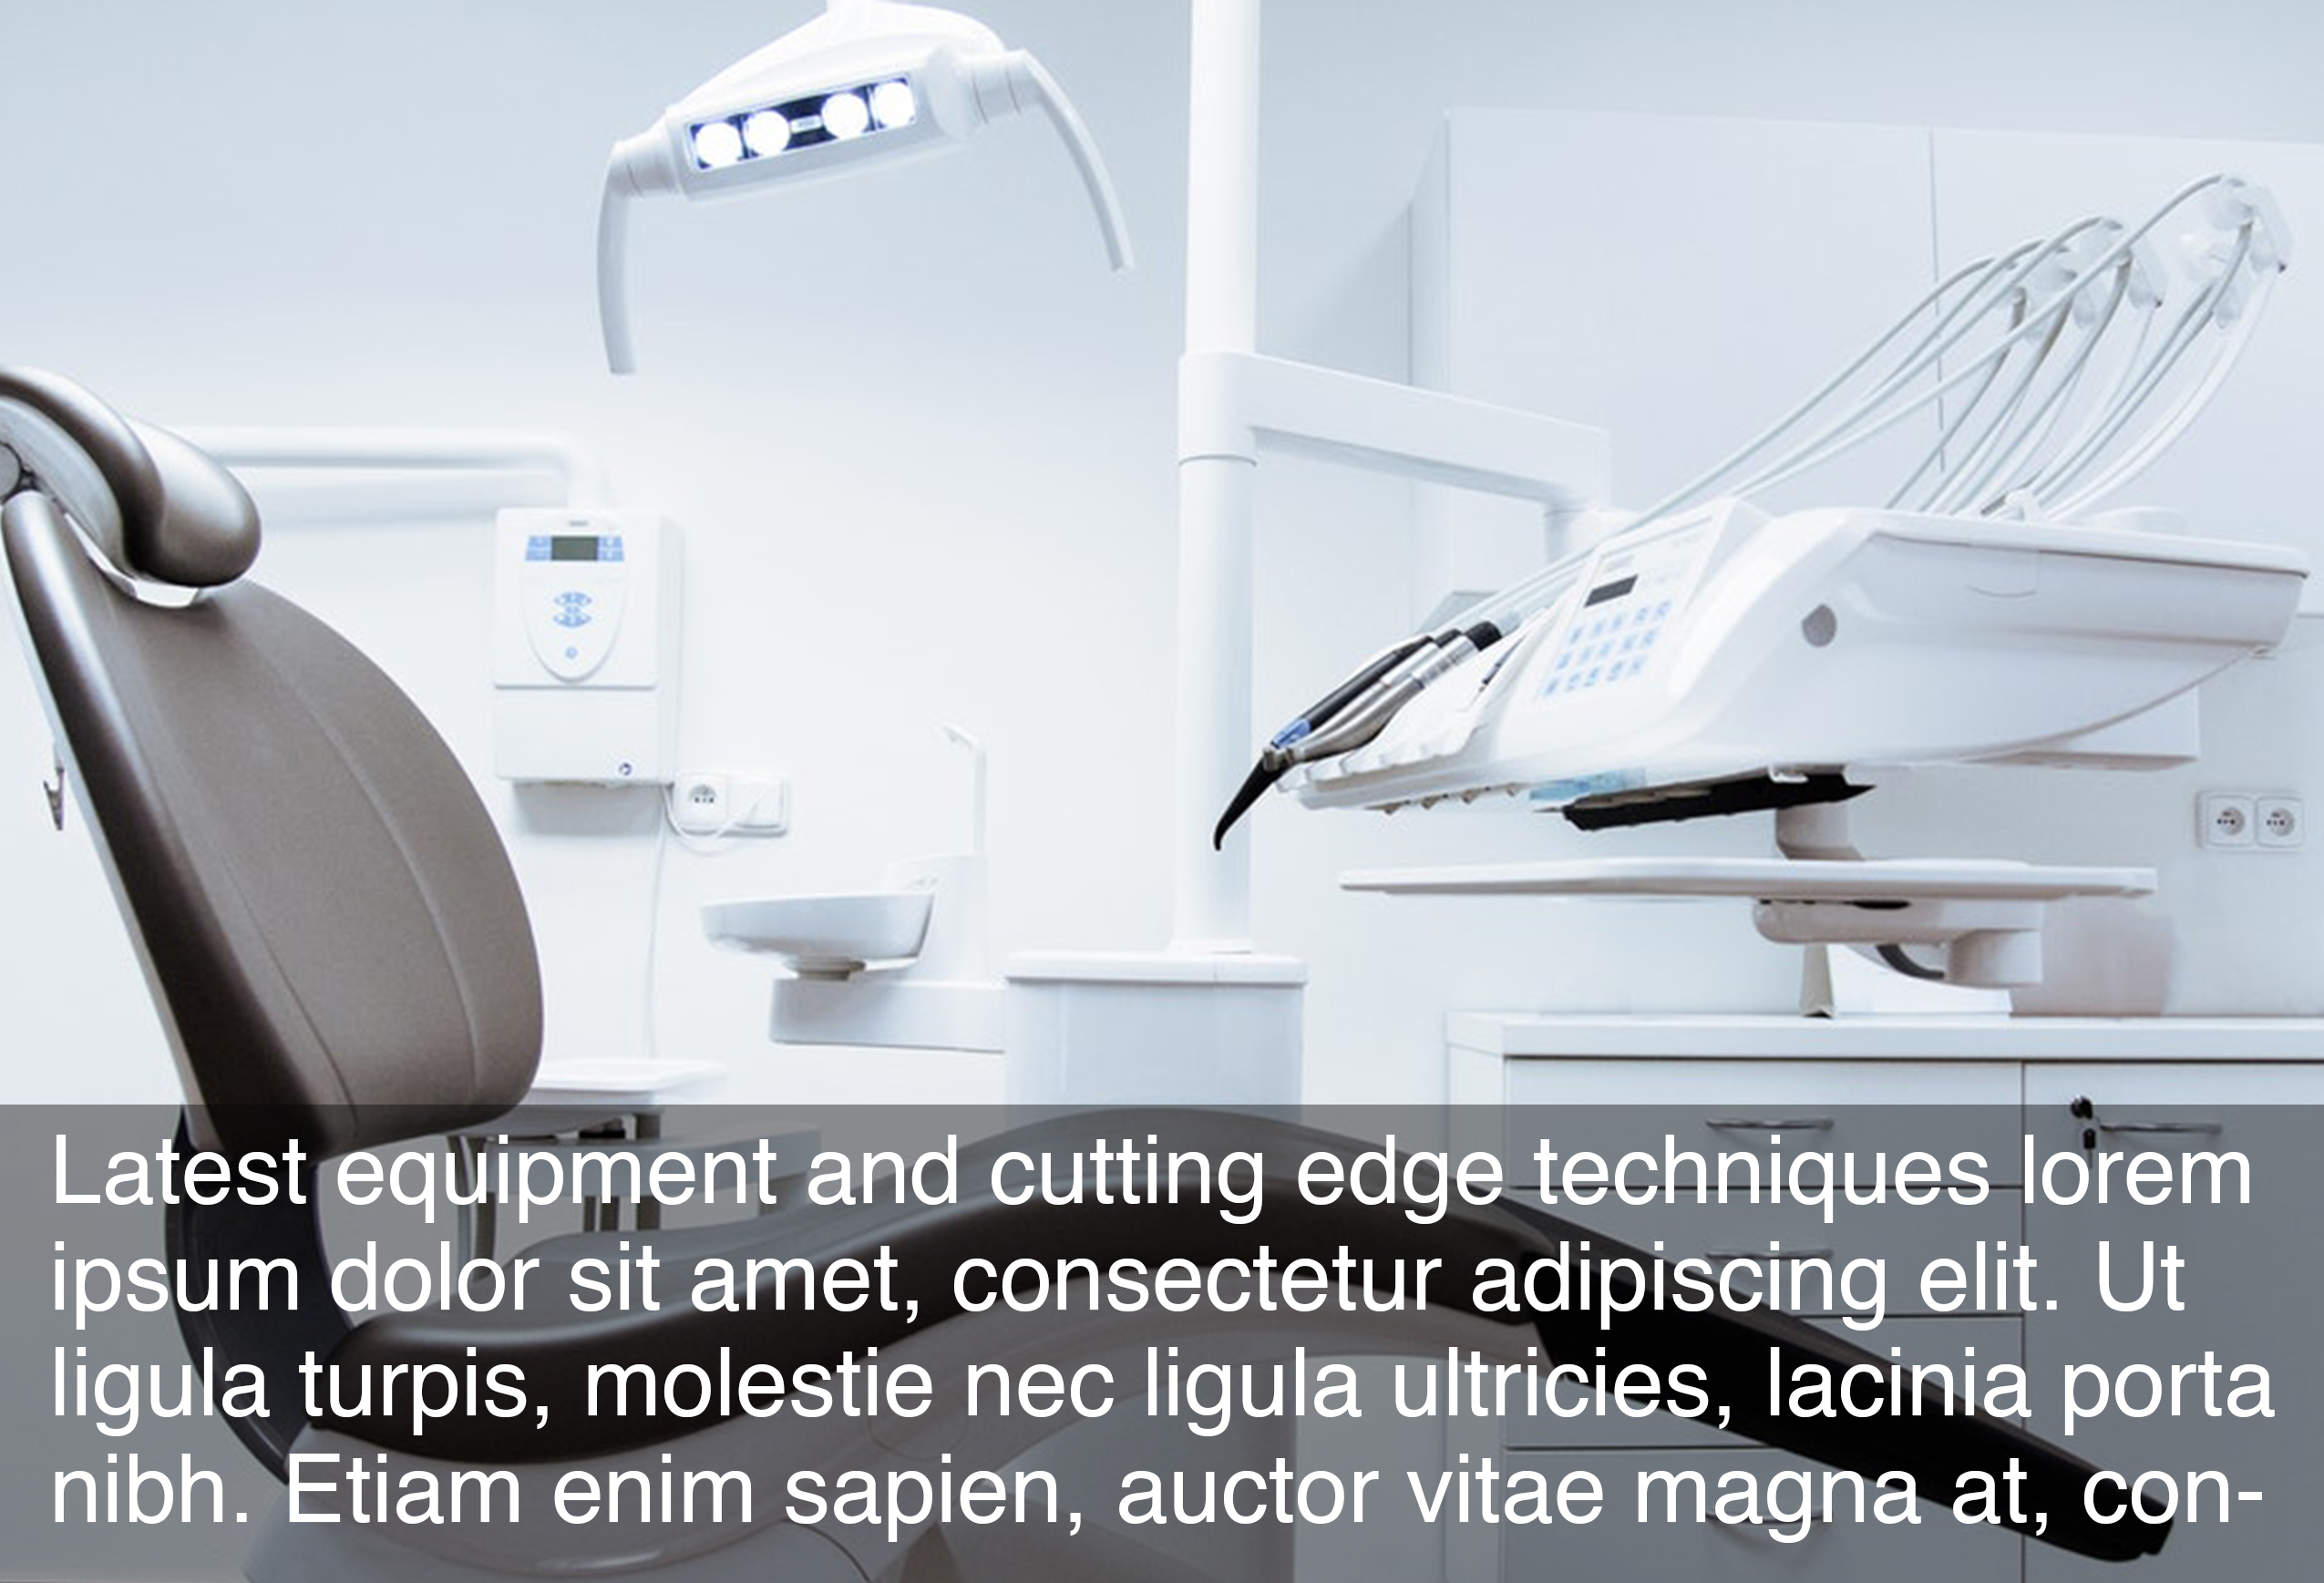 Latest equipment and cutting edge techniques lorem
ipsum dolor sit amet, consectetur adipiscing elit. Ut
ligula turpis, molestie nec ligula ultricies, lacinia porta
nibh. Etiam enim sapien, auctor vitae magna at, con-